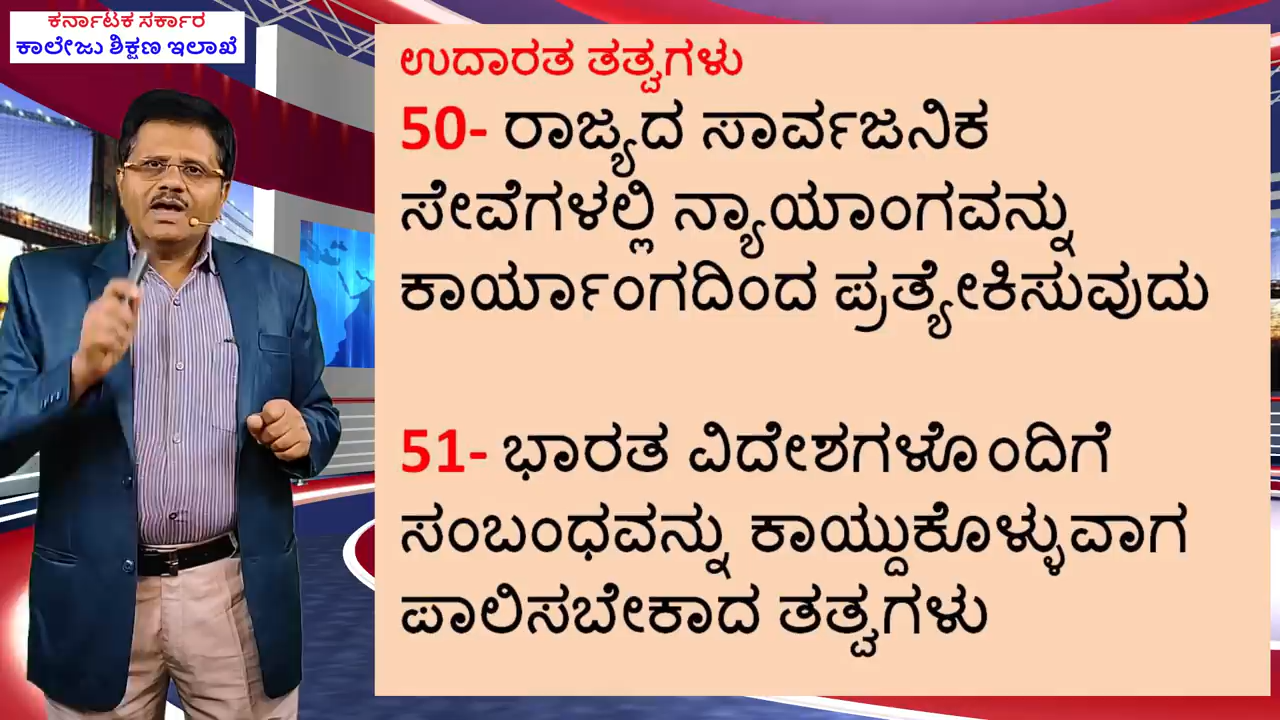 ಕರ್ನಾಟಕ ಸರ್ಕಾರ
ಕಾಲೇಜು ಶಿಕ್ಷಣ ಇಲಾಖೆ
ಉದಾರತ ತತ್ವಗಳು
50- ರಾಜ್ಯದ ಸಾರ್ವಜನಿಕ
ಸೇವೆಗಳಲ್ಲಿ ನ್ಯಾಯಾಂಗವನ್ನು
ಕಾರ್ಯಾಂಗದಿಂದ ಪ್ರತ್ಯೇಕಿಸುವುದು
51- ಭಾರತ ವಿದೇಶಗಳೊಂದಿಗೆ
ಸಂಬಂಧವನ್ನು ಕಾಯ್ದುಕೊಳ್ಳುವಾಗ
ಪಾಲಿಸಬೇಕಾದ ತತ್ವಗಳು